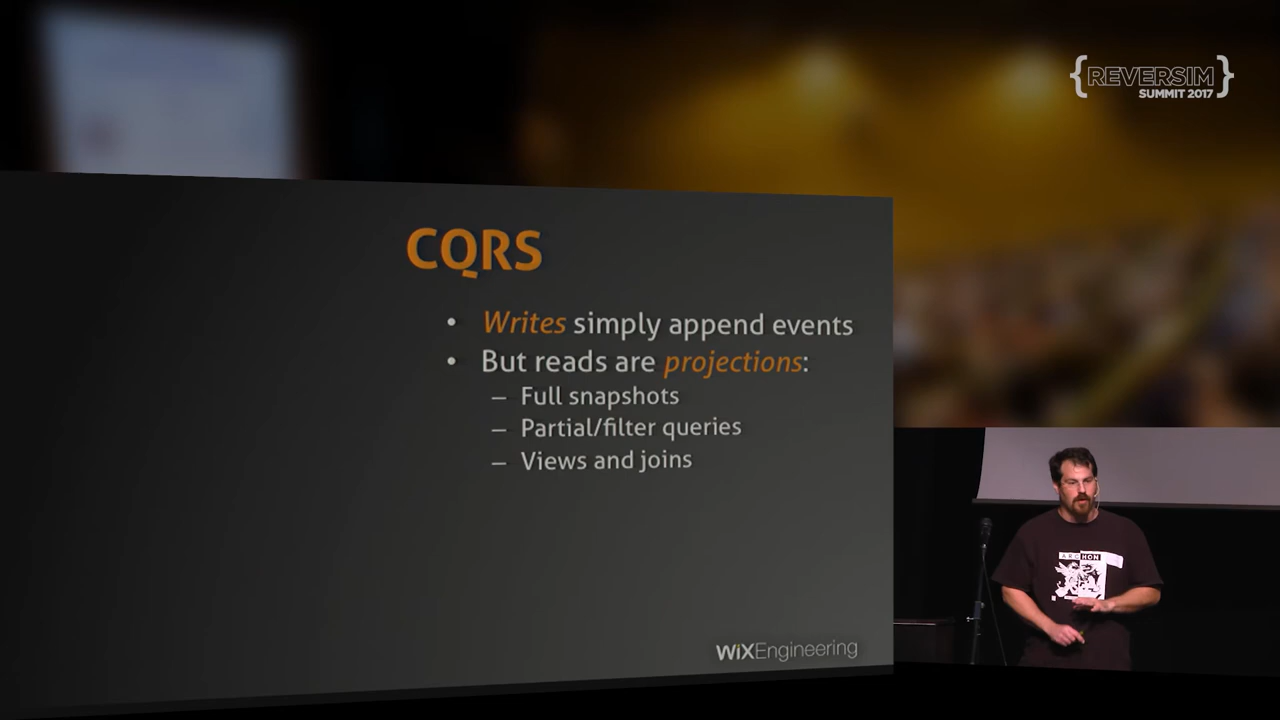 {REVERSIM}
SUMMIT 2017
CQRS
• Writes simply append events
• But reads are projections:
– Full snapshots
– Partial/filter queries
– Views and joins
WiXEngineering
ARCHON